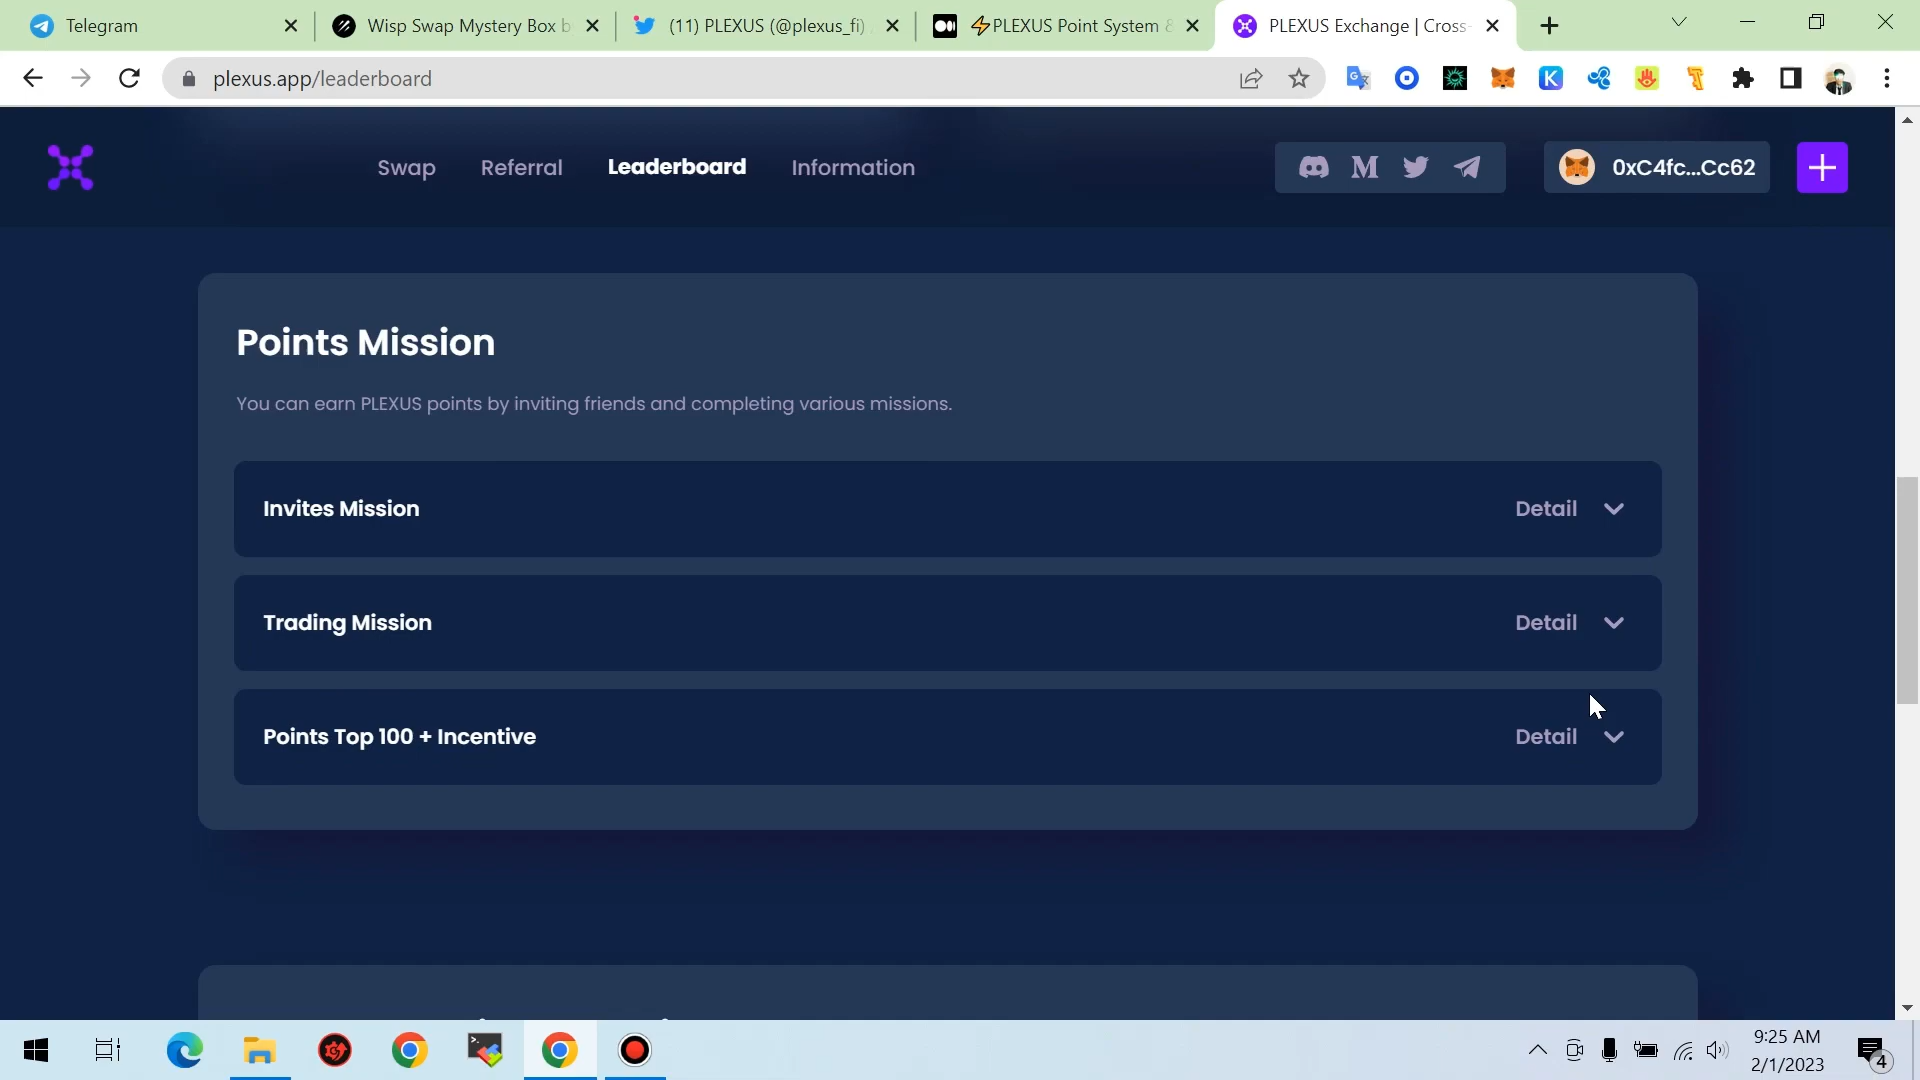 Telegram
Wisp Swap Mystery Box b
(11) PLEXUS (@plexus_fi)
⚡PLEXUS Point System &
PLEXUS Exchange | Cross-
plexus.app/leaderboard
Swap
Referral
Leaderboard
Information
0xC4fc...Cc62
Points Mission
You can earn PLEXUS points by inviting friends and completing various missions.
Invites Mission
Detail
Trading Mission
Detail
Points Top 100 + Incentive
Detail
9:25 AM
2/1/2023
4